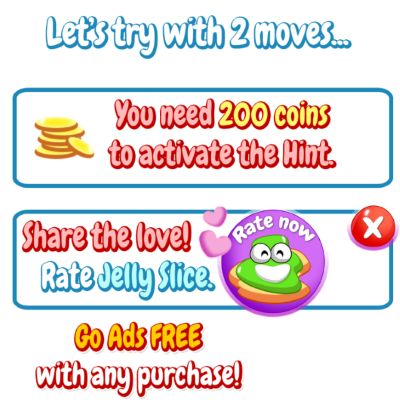 Let's try with 2 moves...
You need 200 coins
to activate the Hint.
Share the love!
Rate Jelly Slice.
Rate now
X
Go Ads FREE
with any purchase!